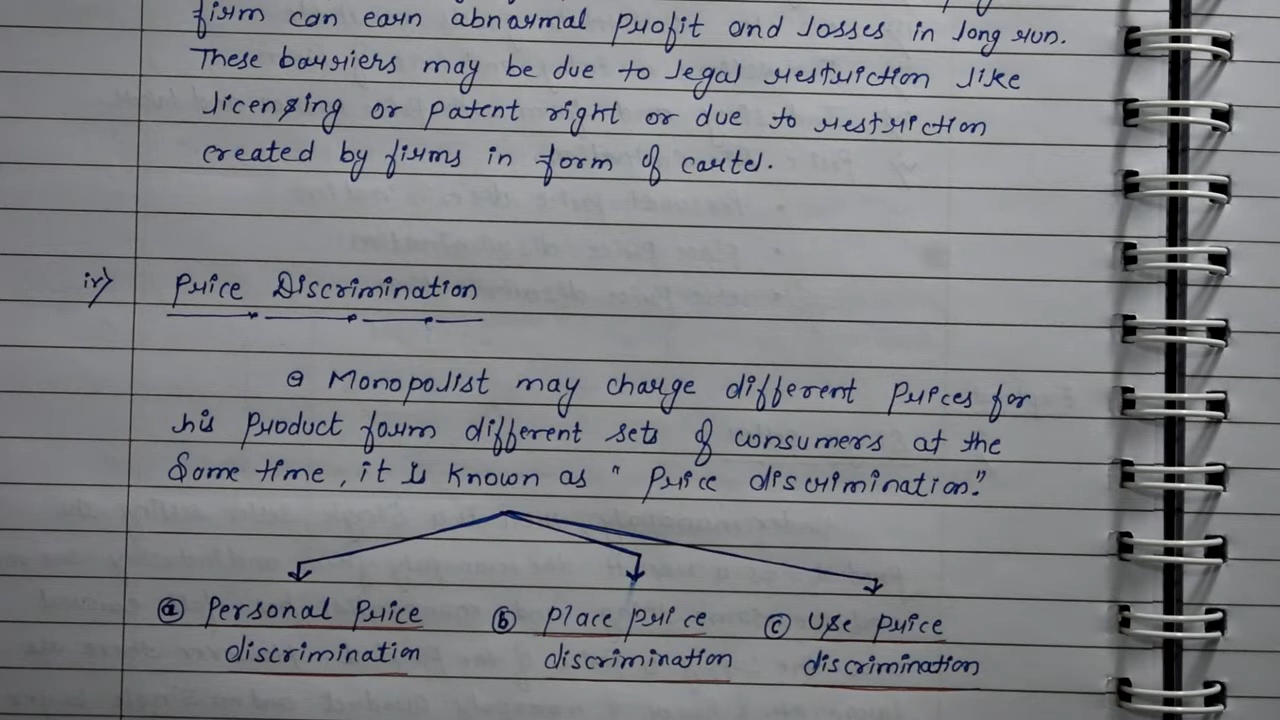 firm can earn abnormal profit and losses in long run.
These barriers may be due to legal restriction like
licensing or patent right or due to restriction
created by firms in form of cartel.
iv) Price Discrimination
a Monopolist may charge different prices for
his product form different sets of consumers at the
same time, it is known as "Price discrimination."
(a) Personal Price (b) Place price (c) Use price
discrimination discrimination discrimination